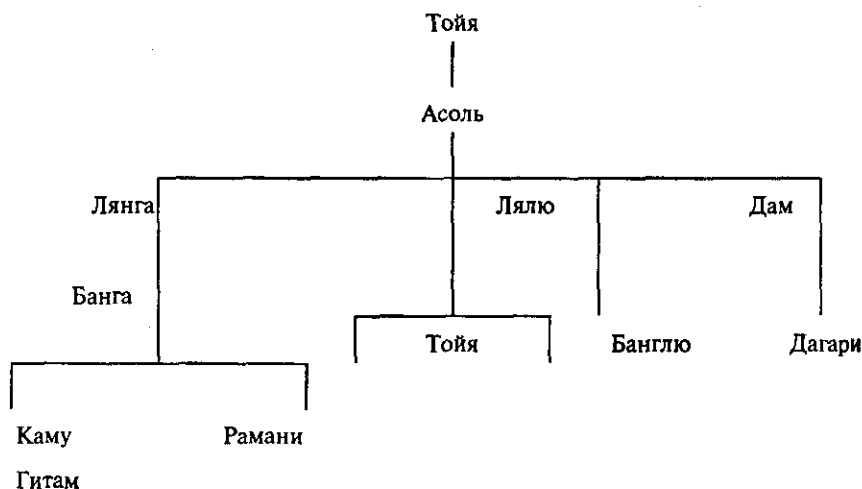 Тойя
Асоль
Лянга Лялю Дам
Банга
Тойя Банглю Дагари
Каму Рамани
Гитам